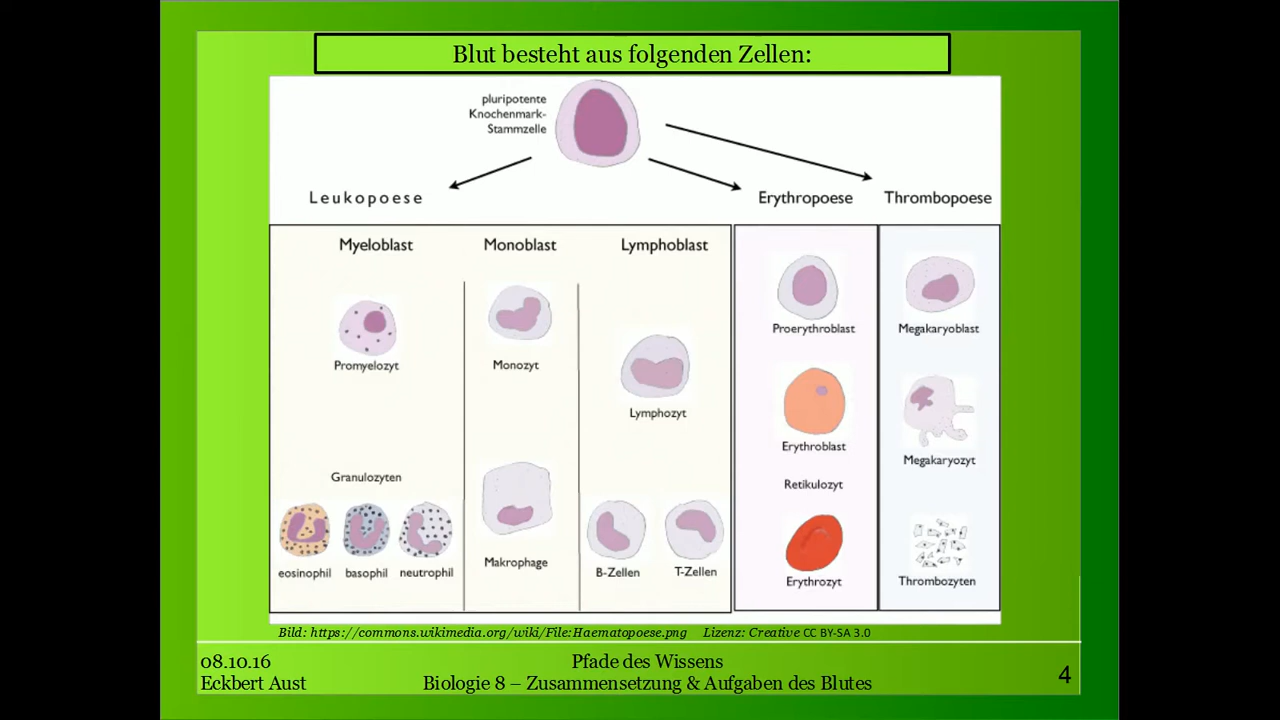 Blut besteht aus folgenden Zellen:
pluripotente
Knochenmark-
Stammzelle
Leukopoese
Erythropoese
Thrombopoese
Myeloblast
Monoblast
Lymphoblast
Promyelozyt
Monozyt
Lymphozyt
Proerythroblast
Megakaryoblast
Erythroblast
Megakaryozyt
Granulozyten
Retikulozyt
eosinophil
basophil
neutrophil
Makrophage
B-Zellen
T-Zellen
Erythrozyt
Thrombozyten
Bild: https://commons.wikimedia.org/wiki/File:Haematopoese.png Lizenz: Creative CC BY-SA 3.0
08.10.16
Eckbert Aust
Pfade des Wissens
Biologie 8 – Zusammensetzung & Aufgaben des Blutes
4